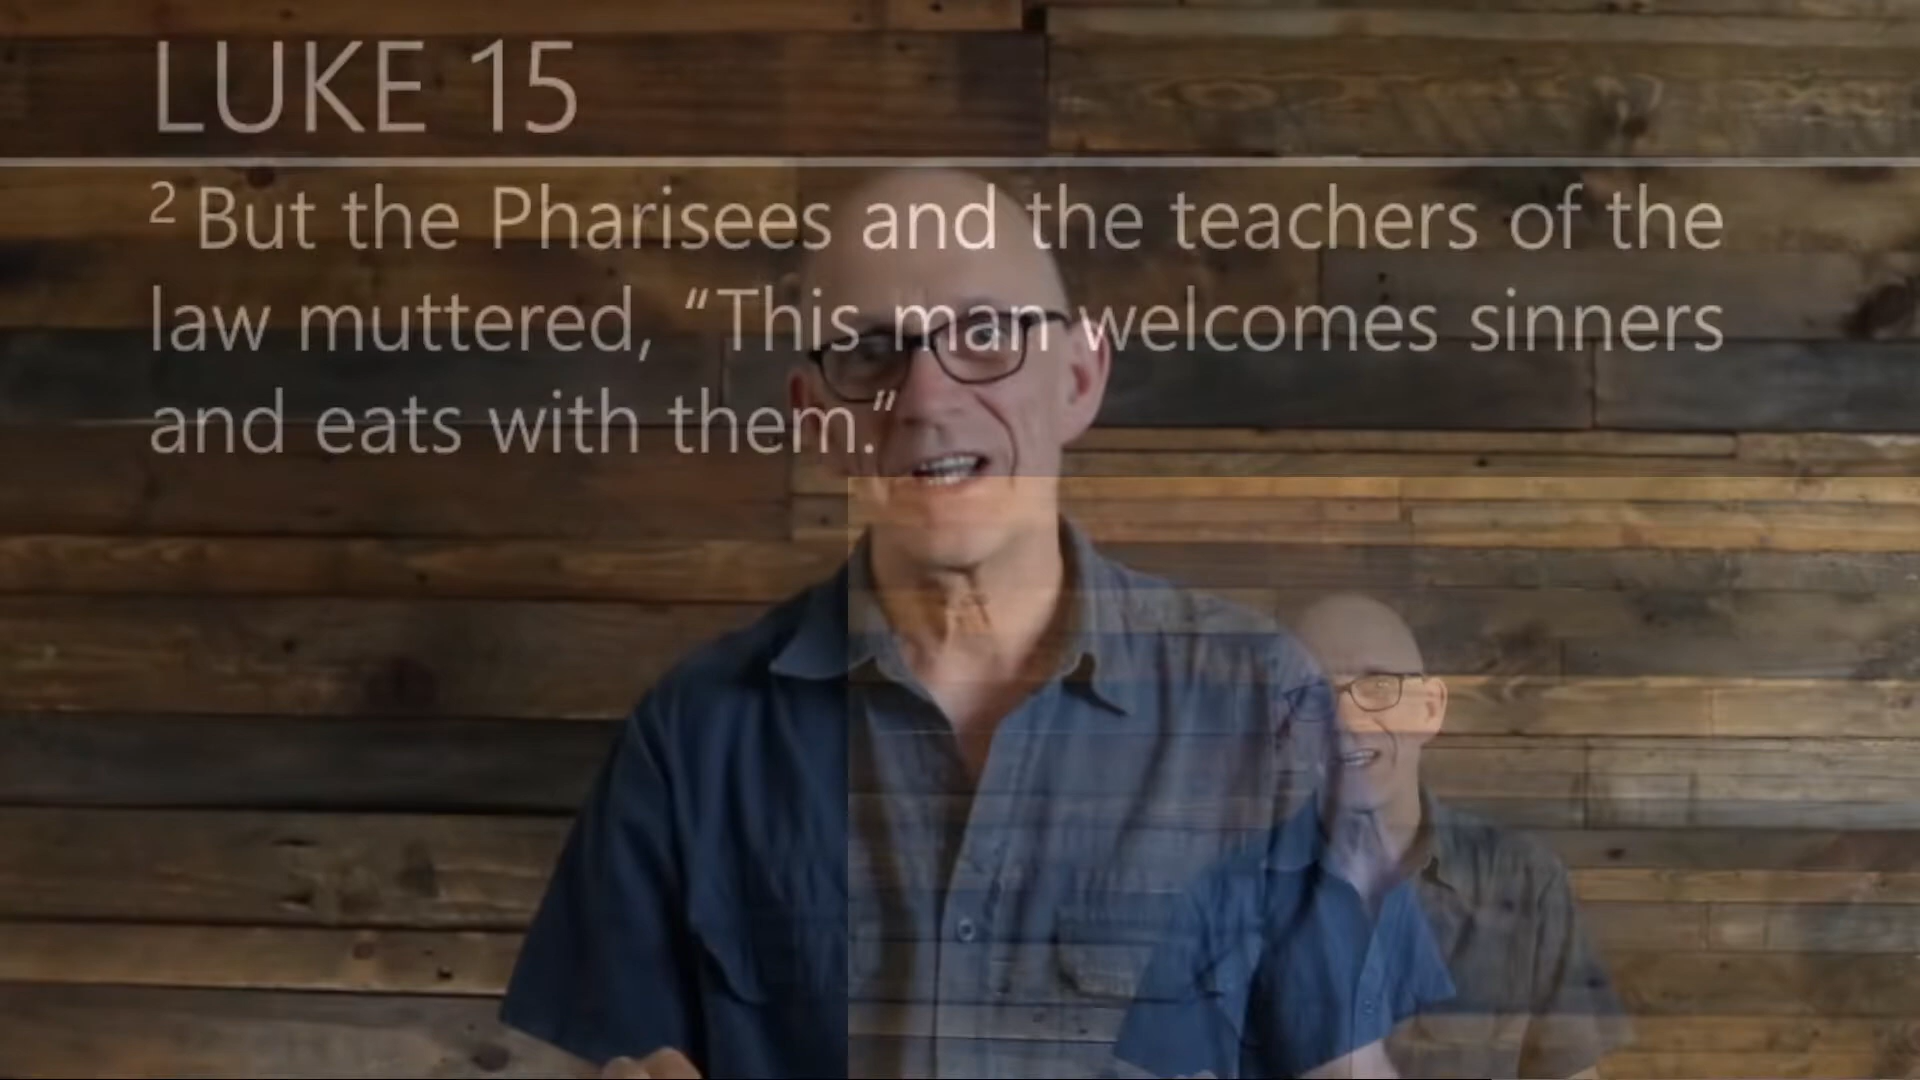 LUKE 15
2 But the Pharisees and the teachers of the
law muttered, “This man welcomes sinners
and eats with them.”